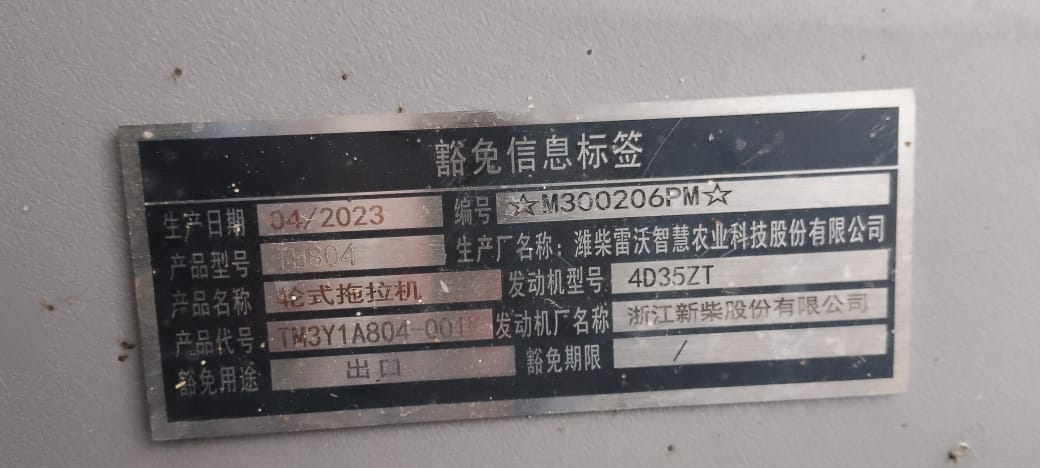 豁免信息标签
生产日期 04/2023 编号 ☆M300206PM☆
产品型号 生产厂名称：潍柴雷沃智慧农业科技股份有限公司
产品名称 轮式拖拉机 发动机型号 4D35ZT
产品代号 TM3Y1A804-001 发动机厂名称 浙江新柴股份有限公司
豁免用途 出口 豁免期限 /